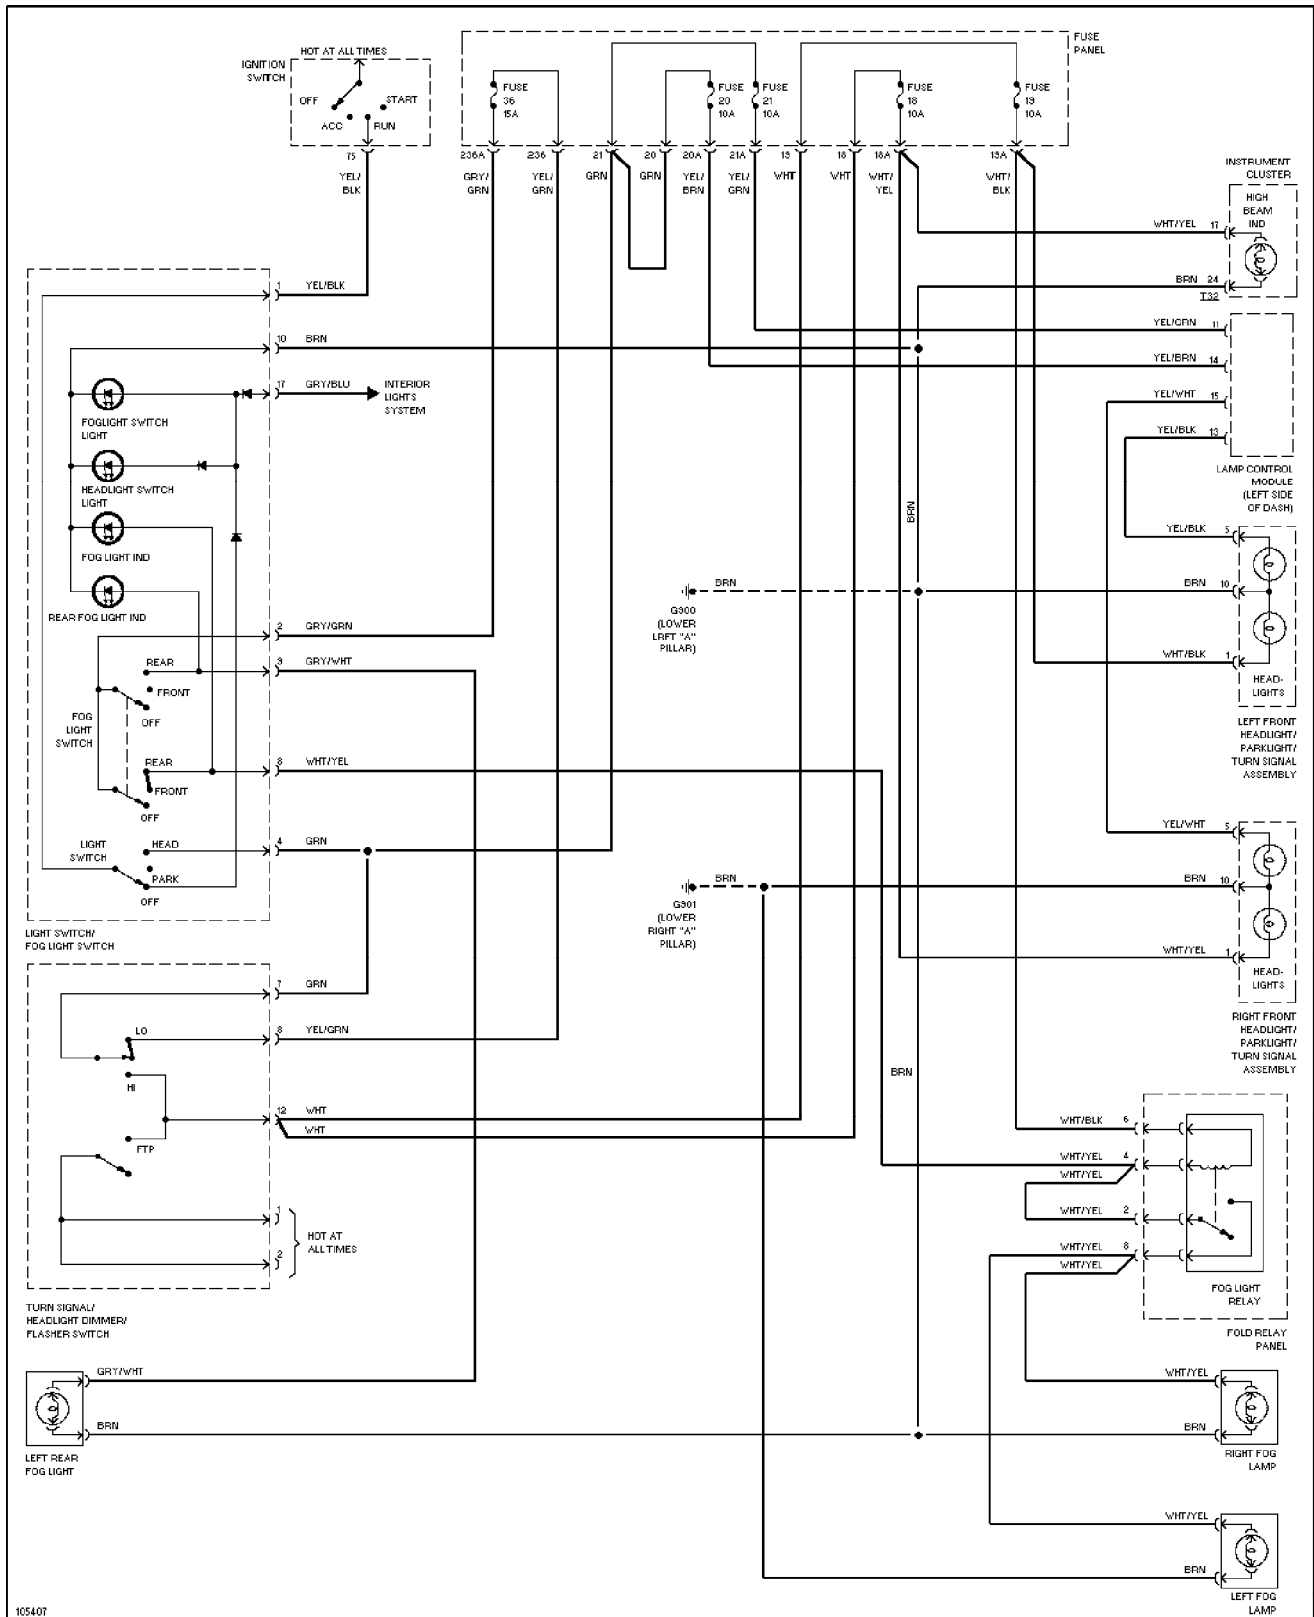 HOT AT ALL TIMES
IGNITION
SWITCH
OFF
START
ACC
RUN
75
YEL/
BLK
FUSE
PANEL
FUSE
36
15A
FUSE
20
10A
FUSE
21
10A
FUSE
18
10A
FUSE
19
10A
236A
236
21
20
20A
21A
19
18
18A
19A
GRY/
GRN
YEL/
GRN
GRN
GRN
YEL/
BRN
YEL/
GRN
WHT
WHT
WHT/
YEL
WHT/
BLK
INSTRUMENT
CLUSTER
HIGH
BEAM
IND
WHT/YEL 17
BRN 24
T32
YEL/GRN 11
YEL/BRN 14
YEL/WHT 15
YEL/BLK 13
LAMP CONTROL
MODULE
(LEFT SIDE
OF DASH)
1 YEL/BLK
10 BRN
17 GRY/BLU
INTERIOR
LIGHTS
SYSTEM
FOGLIGHT SWITCH
LIGHT
HEADLIGHT SWITCH
LIGHT
FOG LIGHT IND
REAR FOG LIGHT IND
2 GRY/GRN
9 GRY/WHT
REAR
FRONT
OFF
FOG
LIGHT
SWITCH
REAR
FRONT
OFF
8 WHT/YEL
LIGHT
SWITCH
HEAD
PARK
OFF
4 GRN
LIGHT SWITCH/
FOG LIGHT SWITCH
BRN
BRN
G900
(LOWER
LRFT "A"
PILLAR)
BRN
G901
(LOWER
RIGHT "A"
PILLAR)
YEL/BLK 5
BRN 10
WHT/BLK 1
HEAD-
LIGHTS
LEFT FRONT
HEADLIGHT/
PARKLIGHT/
TURN SIGNAL
ASSEMBLY
YEL/WHT 5
BRN 10
WHT/YEL 1
HEAD-
LIGHTS
RIGHT FRONT
HEADLIGHT/
PARKLIGHT/
TURN SIGNAL
ASSEMBLY
7 GRN
8 YEL/GRN
LO
HI
12 WHT
WHT
FTP
1
2
HOT AT
ALL TIMES
TURN SIGNAL/
HEADLIGHT DIMMER/
FLASHER SWITCH
BRN
WHT/BLK 6
WHT/YEL 4
WHT/YEL
WHT/YEL 2
WHT/YEL 8
WHT/YEL
FOG LIGHT
RELAY
FOLD RELAY
PANEL
GRY/WHT
BRN
LEFT REAR
FOG LIGHT
WHT/YEL
BRN
RIGHT FOG
LAMP
WHT/YEL
BRN
LEFT FOG
LAMP
105407